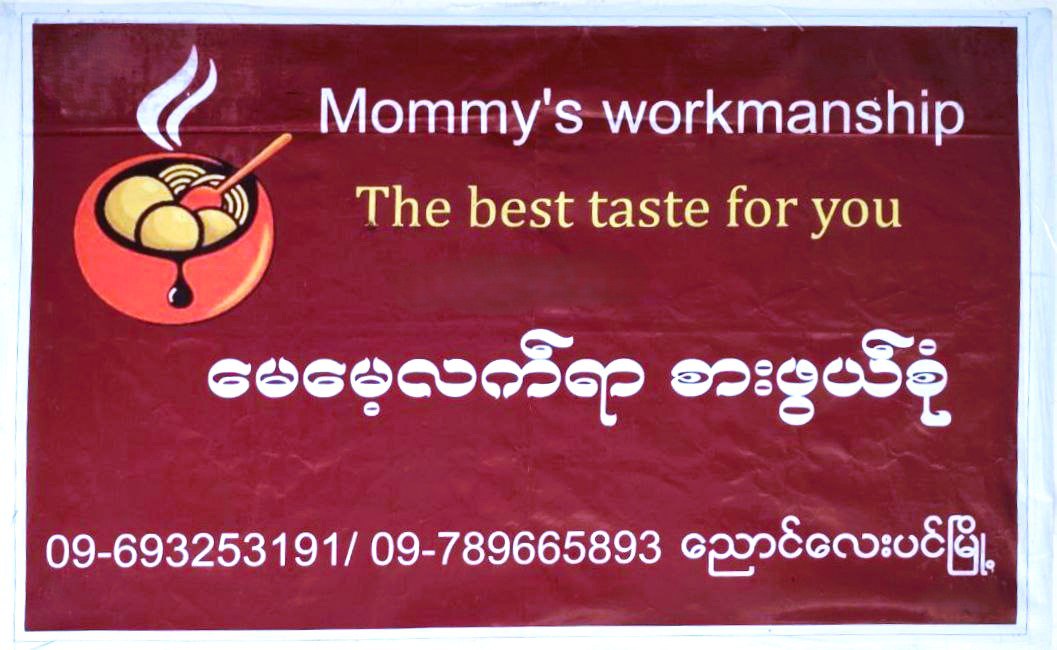 Mommy's workmanship
The best taste for you
မေမေ့လက်ရာ စားဖွယ်စုံ
09-693253191/ 09-789665893 ညောင်လေးပင်မြို့